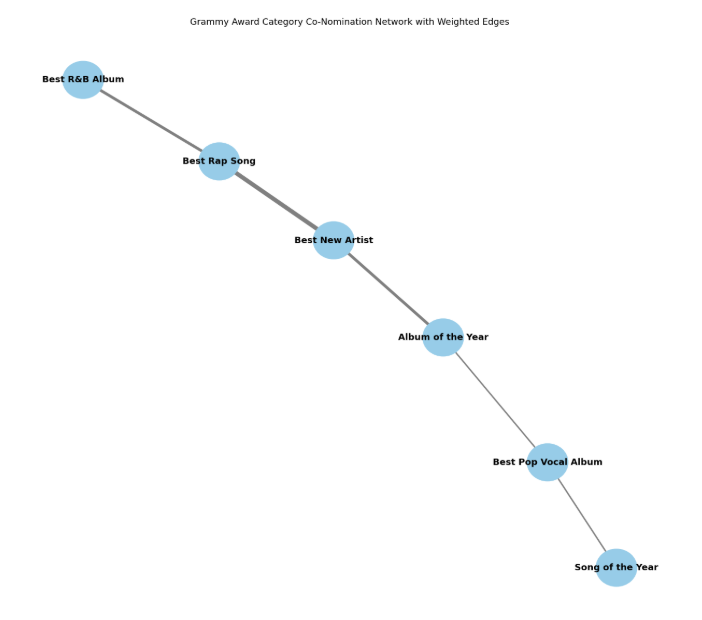 Grammy Award Category Co-Nomination Network with Weighted Edges
Best R&B Album
Best Rap Song
Best New Artist
Album of the Year
Best Pop Vocal Album
Song of the Year